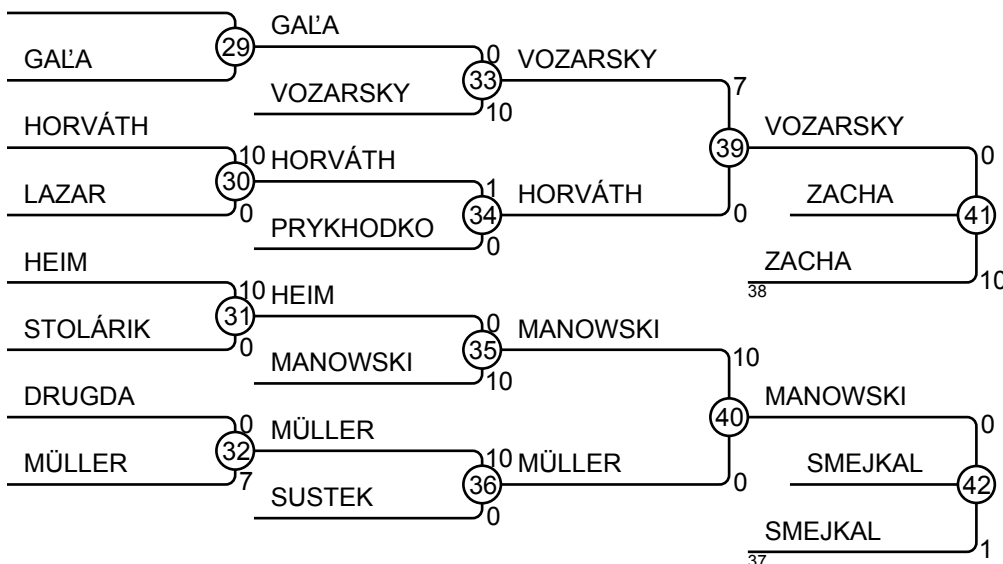 GAĽA
29
GAĽA
0
33
VOZARSKY
7
VOZARSKY
10
HORVÁTH
10
30
HORVÁTH
1
34
HORVÁTH
39
0
VOZARSKY
0
LAZAR
0
PRYKHODKO
0
ZACHA
41
ZACHA
38
10
HEIM
10
31
HEIM
0
35
MANOWSKI
10
STOLÁRIK
0
MANOWSKI
10
DRUGDA
0
32
MÜLLER
10
36
MÜLLER
40
0
MANOWSKI
0
MÜLLER
7
SUSTEK
0
SMEJKAL
42
SMEJKAL
37
1